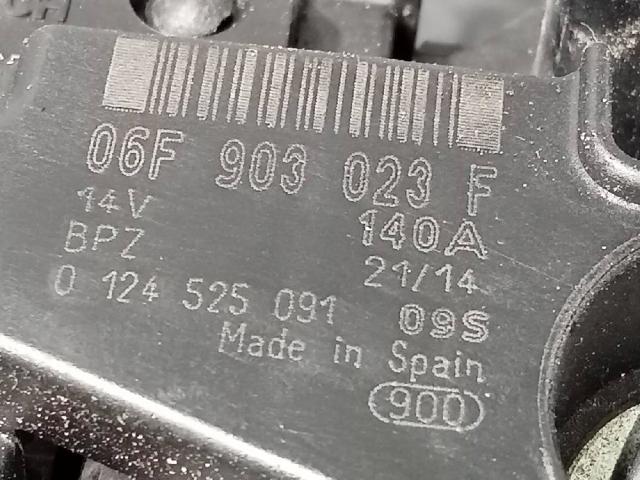 06F 903 023 F
14V 140A
BPZ 21/14
0 124 525 091 09S
Made in Spain
900